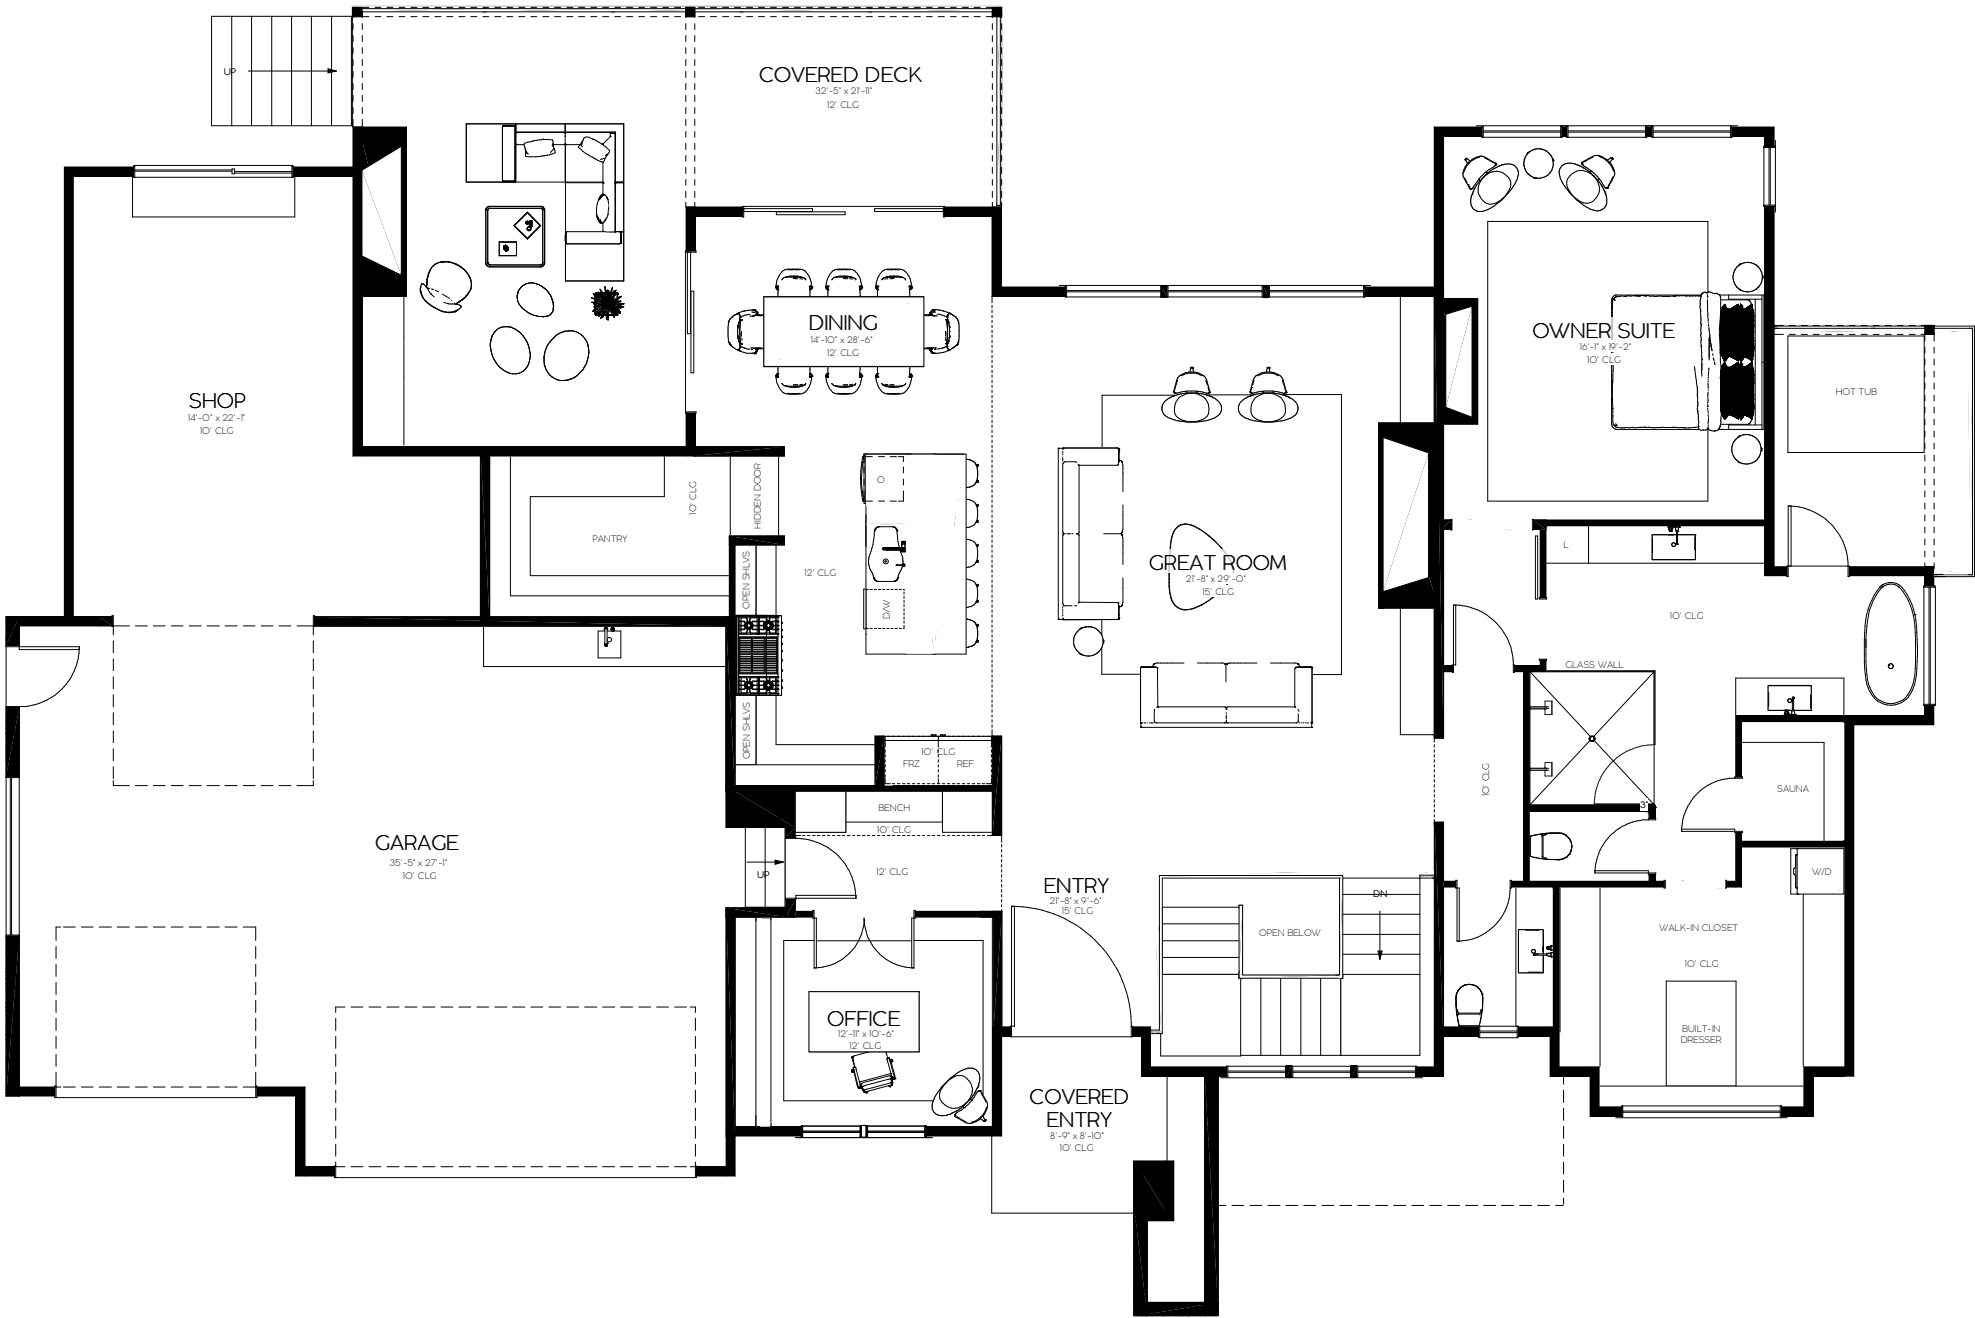 UP
COVERED DECK
32'-5" x 21'-11"
12' CLG
DINING
14'-10" x 28'-6"
12' CLG
OWNER SUITE
16'-1" x 19'-2"
10' CLG
HOT TUB
SHOP
14'-0" x 22'-1"
10' CLG
PANTRY
10' CLG
HIDDEN DOOR
O
12' CLG
D/W
OPEN SHLVS
OPEN SHLVS
GREAT ROOM
21'-8" x 29'-0"
15' CLG
L
10' CLG
GLASS WALL
10' CLG
FRZ
REF
10' CLG
3"
SAUNA
BENCH
10' CLG
GARAGE
35'-5" x 27'-1"
10' CLG
UP
12' CLG
ENTRY
21'-8" x 9'-6"
15' CLG
DN
OPEN BELOW
W/D
WALK-IN CLOSET
10' CLG
BUILT-IN
DRESSER
OFFICE
12'-11" x 10'-6"
12' CLG
COVERED
ENTRY
8'-9" x 8'-10"
10' CLG